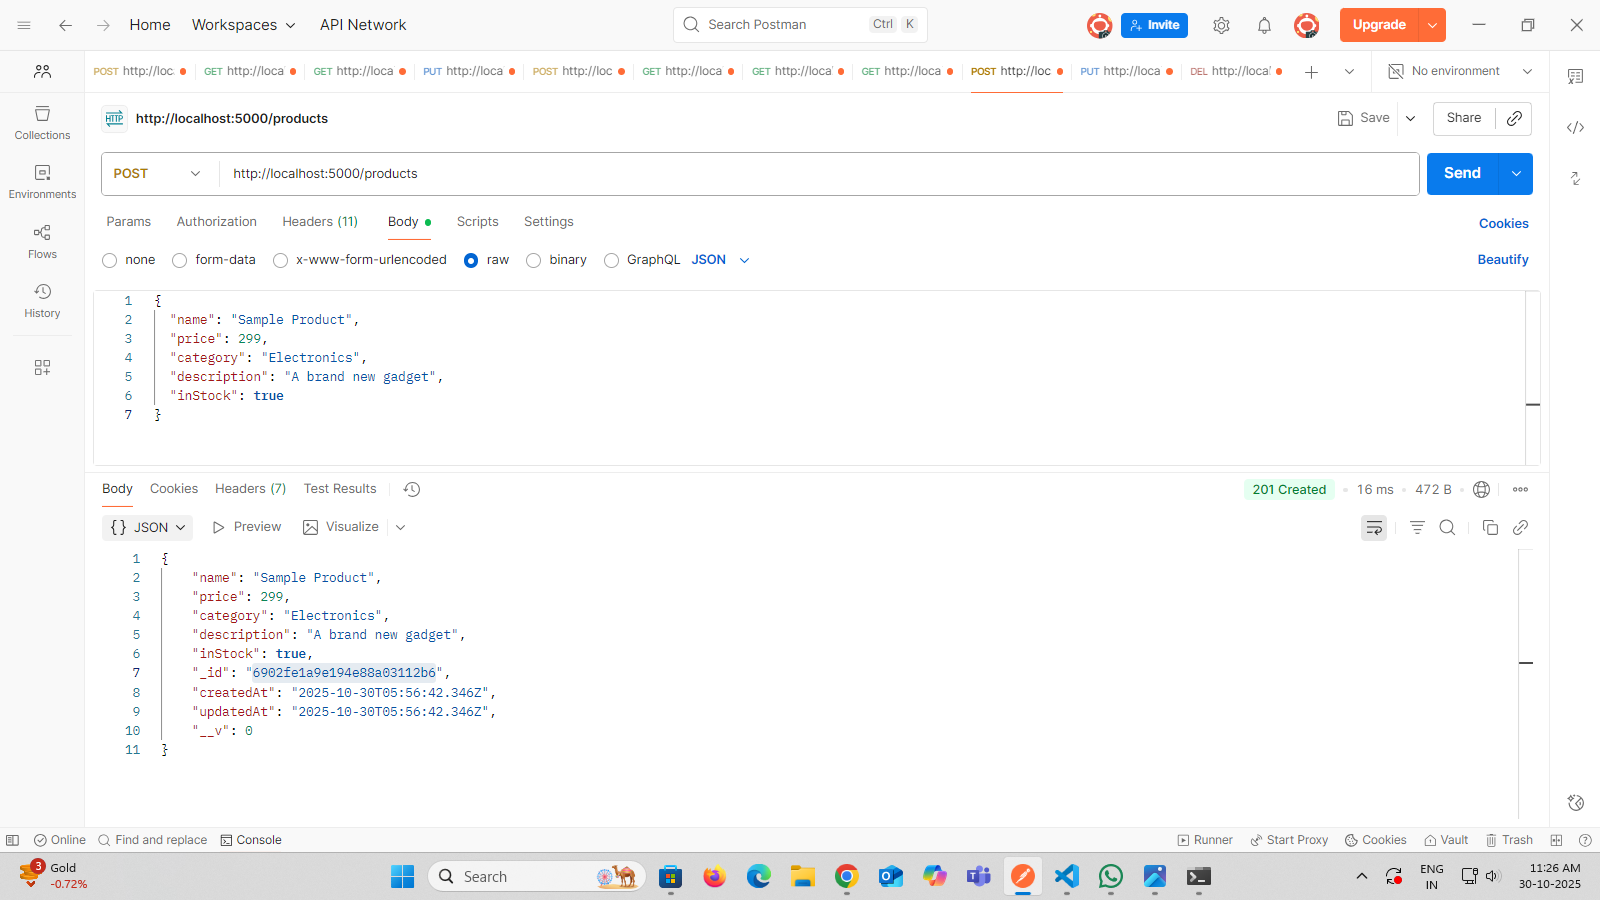 Home Workspaces API Network Search Postman Ctrl K Invite Upgrade
POST http://loc GET http://loca GET http://loca PUT http://loca POST http://loc GET http://loca GET http://local GET http://loca POST http://loc PUT http://loca DEL http://local No environment
HTTP http://localhost:5000/products Save Share
POST http://localhost:5000/products Send
Params Authorization Headers (11) Body Scripts Settings Cookies
none form-data x-www-form-urlencoded raw binary GraphQL JSON Beautify
Collections
Environments
Flows
History
1 {
2 "name": "Sample Product",
3 "price": 299,
4 "category": "Electronics",
5 "description": "A brand new gadget",
6 "inStock": true
7 }
Body Cookies Headers (7) Test Results 201 Created 16 ms 472 B
{} JSON Preview Visualize
1 {
2 "name": "Sample Product",
3 "price": 299,
4 "category": "Electronics",
5 "description": "A brand new gadget",
6 "inStock": true,
7 "_id": "6902fe1a9e194e88a03112b6",
8 "createdAt": "2025-10-30T05:56:42.346Z",
9 "updatedAt": "2025-10-30T05:56:42.346Z",
10 "__v": 0
11 }
Online Find and replace Console Runner Start Proxy Cookies Vault Trash
3 Gold
-0.72%
Search
ENG
IN
11:26 AM
30-10-2025